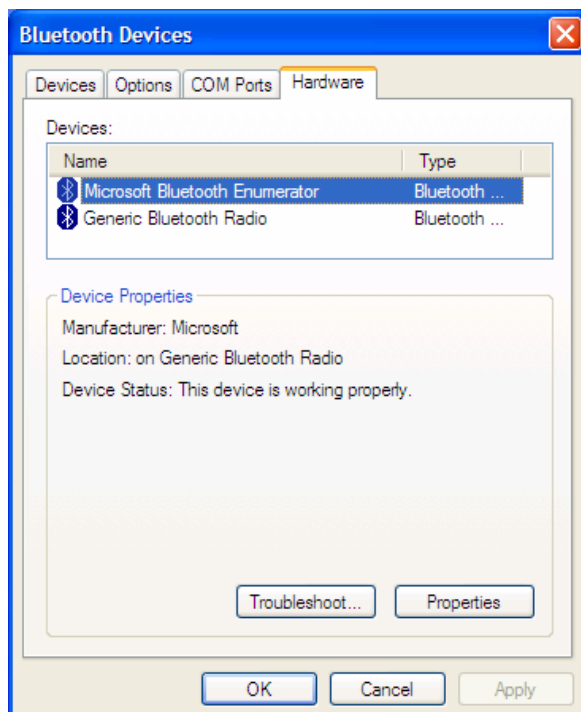 Bluetooth Devices
Devices Options COM Ports Hardware
Devices:
Name Type
Microsoft Bluetooth Enumerator Bluetooth ...
Generic Bluetooth Radio Bluetooth ...
Device Properties
Manufacturer: Microsoft
Location: on Generic Bluetooth Radio
Device Status: This device is working properly.
Troubleshoot... Properties
OK Cancel Apply